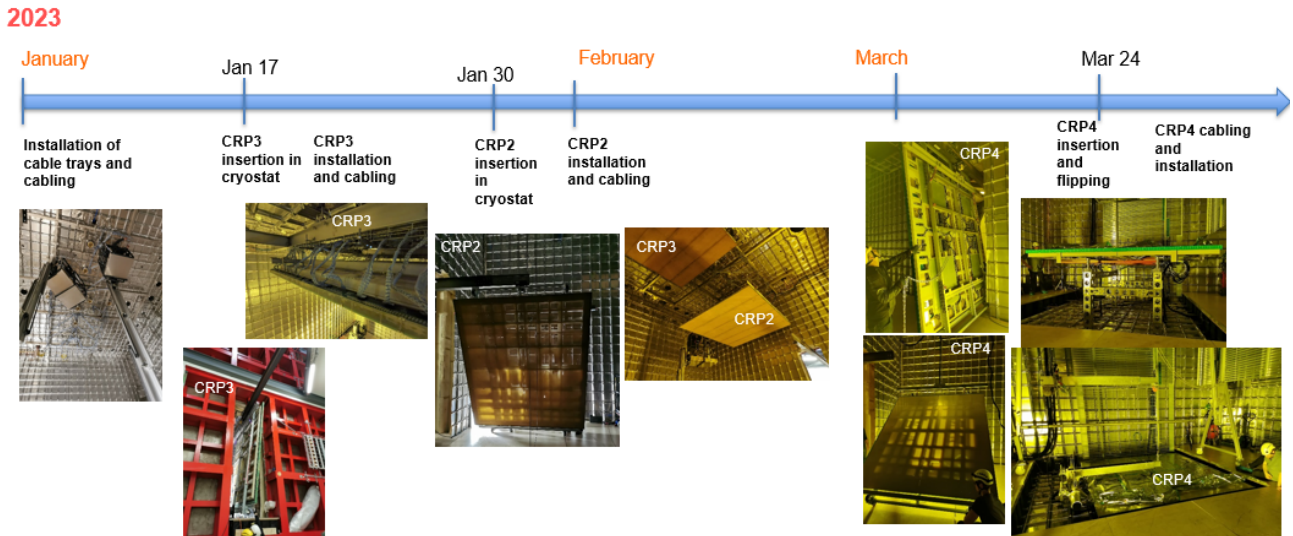 2023
January
Jan 17
Jan 30
February
March
Mar 24
Installation of
cable trays and
cabling
CRP3
insertion in
cryostat
CRP3
installation
and cabling
CRP2
insertion
in
cryostat
CRP2
installation
and cabling
CRP4
insertion
and
flipping
CRP4 cabling
and
installation
CRP3
CRP3
CRP2
CRP3
CRP2
CRP4
CRP4
CRP4